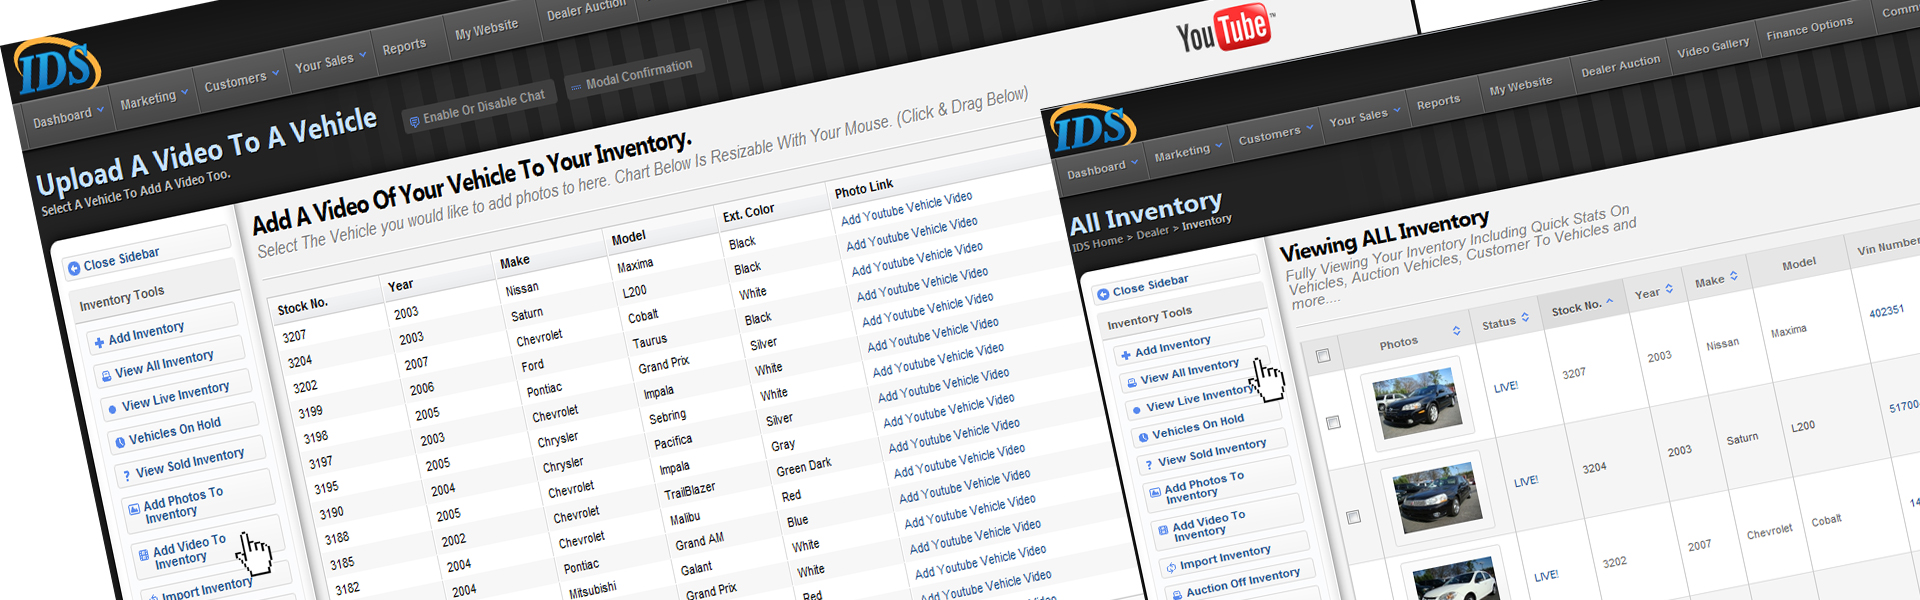 IDS
Dashboard Marketing Customers Your Sales Reports My Website Dealer Auction
Upload A Video To A Vehicle
Select A Vehicle To Add A Video Too.
Enable Or Disable Chat Modal Confirmation
YouTube™
Close Sidebar
Inventory Tools
Add Inventory
View All Inventory
View Live Inventory
Vehicles On Hold
View Sold Inventory
Add Photos To
Inventory
Add Video To
Inventory
Import Inventory
Add A Video Of Your Vehicle To Your Inventory.
Select The Vehicle you would like to add photos to here. Chart Below Is Resizable With Your Mouse. (Click & Drag Below)
Stock No. Year Make Model Ext. Color Photo Link
3207 2003 Nissan Maxima Black Add Youtube Vehicle Video
3204 2003 Saturn L200 Black Add Youtube Vehicle Video
3202 2007 Chevrolet Cobalt White Add Youtube Vehicle Video
3199 2006 Ford Taurus Black Add Youtube Vehicle Video
3198 2005 Pontiac Grand Prix Silver Add Youtube Vehicle Video
3197 2003 Chevrolet Impala White Add Youtube Vehicle Video
3195 2005 Chrysler Sebring White Add Youtube Vehicle Video
3190 2004 Chrysler Pacifica Silver Add Youtube Vehicle Video
3188 2005 Chevrolet Impala Gray Add Youtube Vehicle Video
3185 2002 Chevrolet TrailBlazer Green Dark Add Youtube Vehicle Video
3182 2004 Chevrolet Malibu Red Add Youtube Vehicle Video
2004 Pontiac Grand AM Blue Add Youtube Vehicle Video
Mitsubishi Galant White Add Youtube Vehicle Video
Grand Prix White Add Youtube Vehicle Video
Red Add Youtube Vehicle Video
Add Youtube Vehicle Video
IDS
Dashboard Marketing Customers Your Sales Reports My Website Dealer Auction Video Gallery Finance Options Comm
All Inventory
IDS Home > Dealer > Inventory
Close Sidebar
Inventory Tools
Add Inventory
View All Inventory
View Live Inventory
Vehicles On Hold
View Sold Inventory
Add Photos To
Inventory
Add Video To
Inventory
Import Inventory
Auction Off Inventory
Viewing ALL Inventory
Fully Viewing Your Inventory Including Quick Stats On
Vehicles, Auction Vehicles, Customer To Vehicles and
more....
Photos Status Stock No. Year Make Model Vin Number
LIVE! 3207 2003 Nissan Maxima 402351
LIVE! 3204 2003 Saturn L200 51700
LIVE! 3202 2007 Chevrolet Cobalt 14